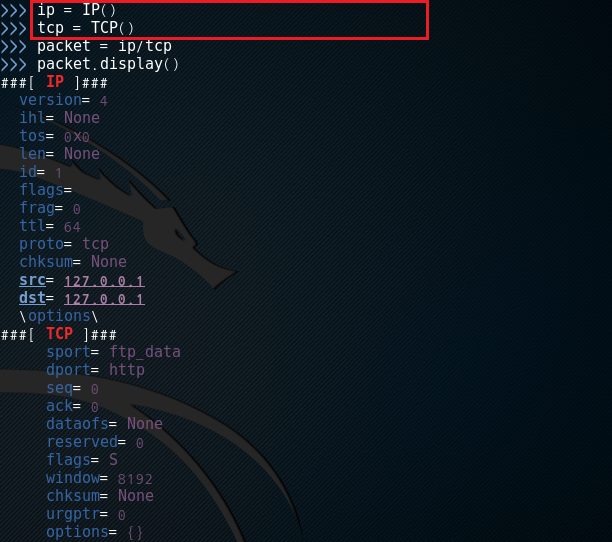 >>> ip = IP()
>>> tcp = TCP()
>>> packet = ip/tcp
>>> packet.display()
###[ IP ]###
version= 4
ihl= None
tos= 0x0
len= None
id= 1
flags=
frag= 0
ttl= 64
proto= tcp
chksum= None
src= 127.0.0.1
dst= 127.0.0.1
\options\
###[ TCP ]###
sport= ftp_data
dport= http
seq= 0
ack= 0
dataofs= None
reserved= 0
flags= S
window= 8192
chksum= None
urgptr= 0
options= {}